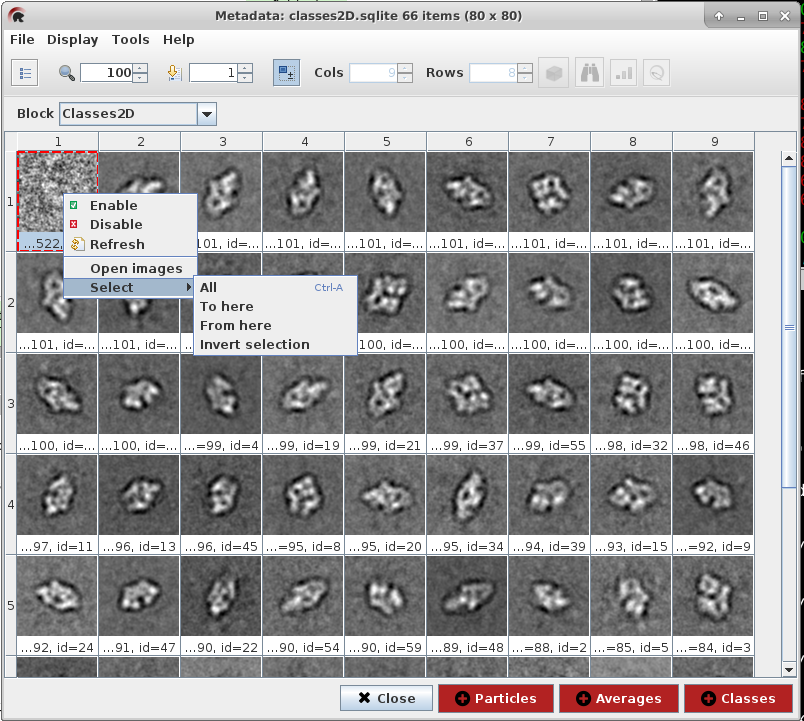 Metadata: classes2D.sqlite 66 items (80 x 80)
File Display Tools Help
100 1 Cols 9 Rows 8
Block Classes2D
1 2 3 4 5 6 7 8 9
1
...522, 101, id=... ...101, id=... ...101, id=... ...101, id=... ...101, id=... ...101, id=... ...101, id=...
Enable
Disable
Refresh
Open images
Select
All Ctrl-A
To here
From here
Invert selection
2
...101, id=... ...101, id=... 100, id=... ...100, id=... ...100, id=... ...100, id=... ...100, id=...
3
...100, id=... ...100, id=... ...=99, id=4 ...99, id=19 ...99, id=21 ...99, id=37 ...99, id=55 ...98, id=32 ...98, id=46
4
...97, id=11 ...96, id=13 ...96, id=45 ...=95, id=8 ...95, id=20 ...95, id=34 ...94, id=39 ...93, id=15 ...=92, id=9
5
...92, id=24 ...91, id=47 ...90, id=22 ...90, id=54 ...90, id=59 ...89, id=48 ...=88, id=2 ...=85, id=5 ...=84, id=3
Close Particles Averages Classes